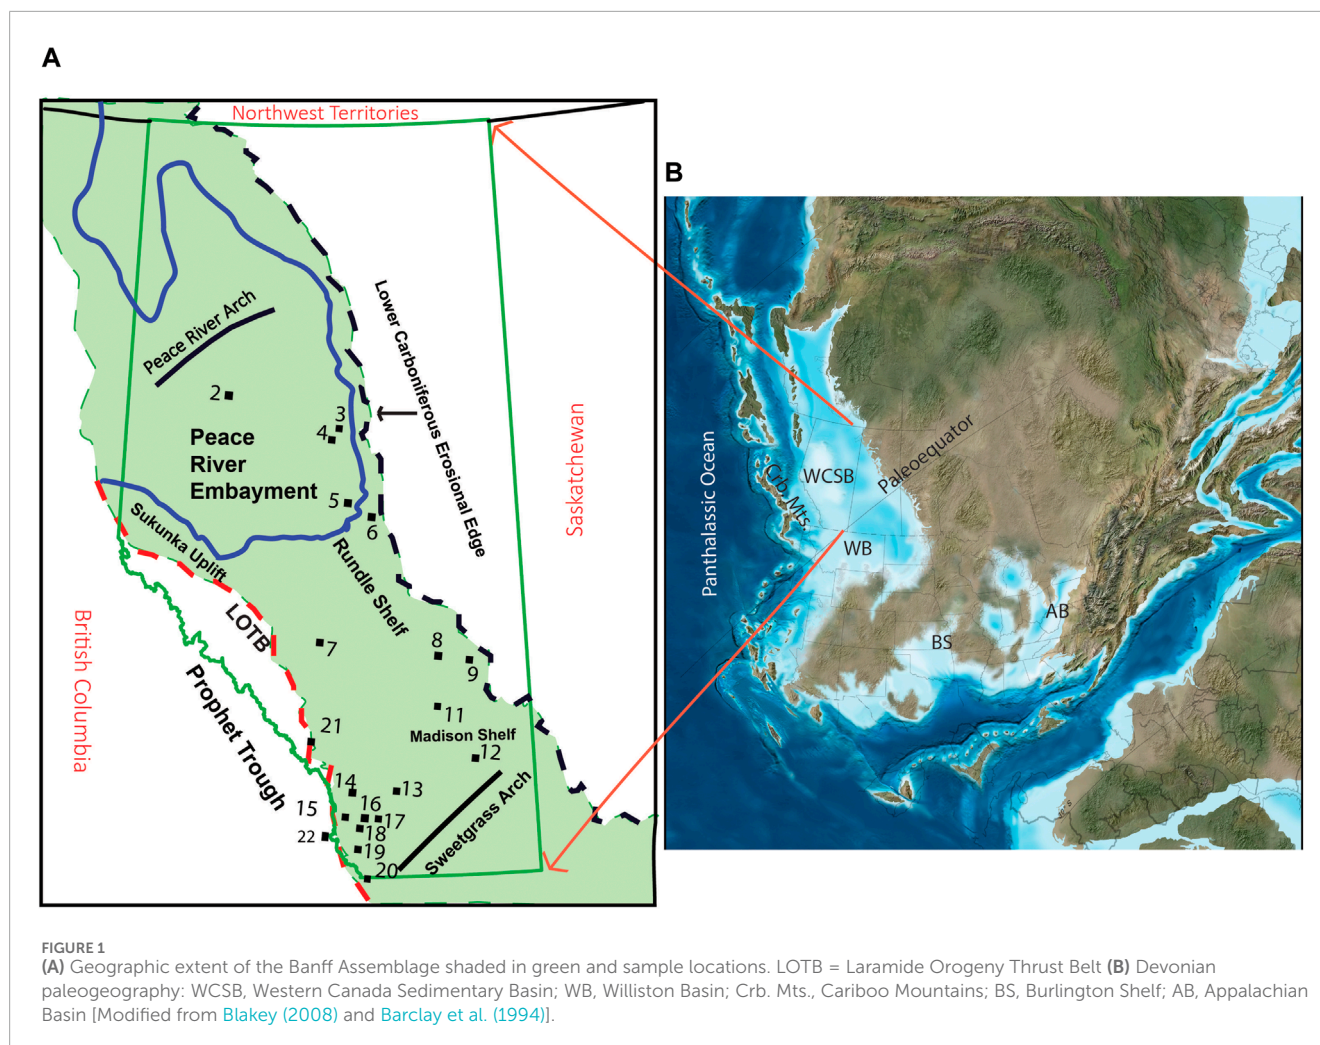 A
Northwest Territories
Peace River Arch
Lower Carboniferous Erosional Edge
2
3
4
Peace
River
Embayment
5
6
Saskatchewan
Sukunka Uplift
Rundle Shelf
LOTB
British Columbia
7
8
9
Prophet Trough
11
21
Madison Shelf
12
14
13
15
16
17
18
22
19
20
Sweetgrass Arch
B
Panthalassic Ocean
Crb. Mts.
WCSB
Paleoequator
WB
AB
BS
FIGURE 1
(A) Geographic extent of the Banff Assemblage shaded in green and sample locations. LOTB = Laramide Orogeny Thrust Belt (B) Devonian
paleogeography: WCSB, Western Canada Sedimentary Basin; WB, Williston Basin; Crb. Mts., Cariboo Mountains; BS, Burlington Shelf; AB, Appalachian
Basin [Modified from Blakey (2008) and Barclay et al. (1994)].